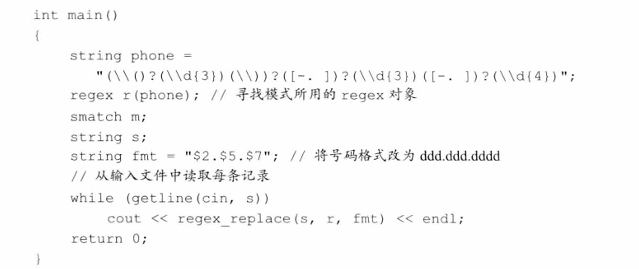 int main()
{
string phone =
"(\\()?(\\d{3})(\\))?([-. ])?(\\d{3})([-. ])?(\\d{4})";
regex r(phone); // 寻找模式所用的 regex 对象
smatch m;
string s;
string fmt = "$2.$5.$7"; // 将号码格式改为 ddd.ddd.dddd
// 从输入文件中读取每条记录
while (getline(cin, s))
cout << regex_replace(s, r, fmt) << endl;
return 0;
}